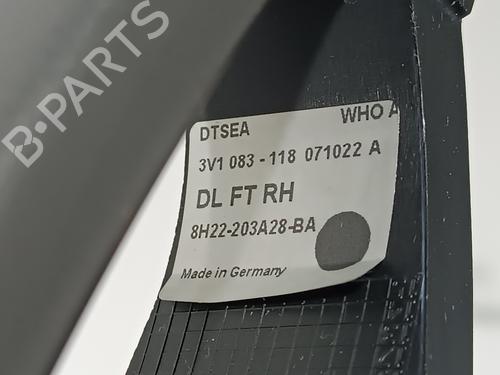 DTSEA WHO A
3V1 083 - 118 071022 A
DL FT RH
8H22-203A28-BA
Made in Germany
B-PARTS